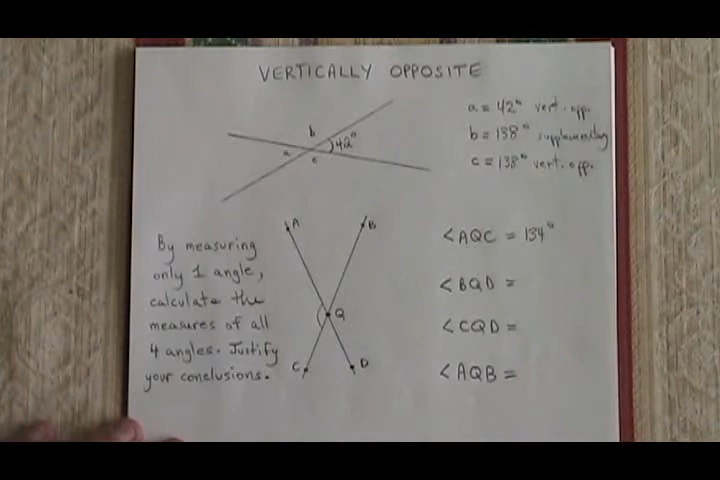 VERTICALLY OPPOSITE
a = 42° vert. opp.
b = 138° supplementary
c = 138° vert. opp.
b
42°
a
c
A
B
Q
C
D
By measuring
only 1 angle,
calculate the
measures of all
4 angles. Justify
your conclusions.
<AQC = 134°
<BQD =
<CQD =
<AQB =